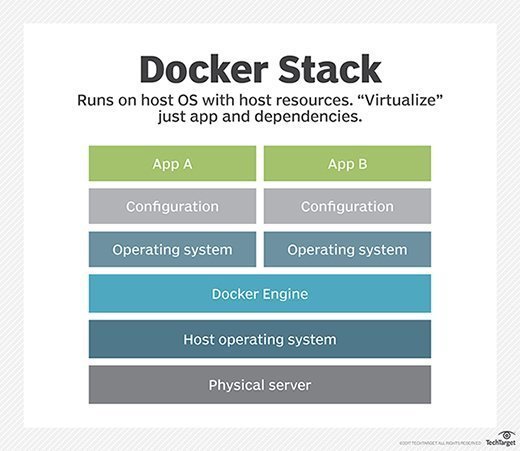 Docker Stack
Runs on host OS with host resources. “Virtualize”
just app and dependencies.
App A
App B
Configuration
Configuration
Operating system
Operating system
Docker Engine
Host operating system
Physical server
©2017 TECHTARGET. ALL RIGHTS RESERVED
TechTarget